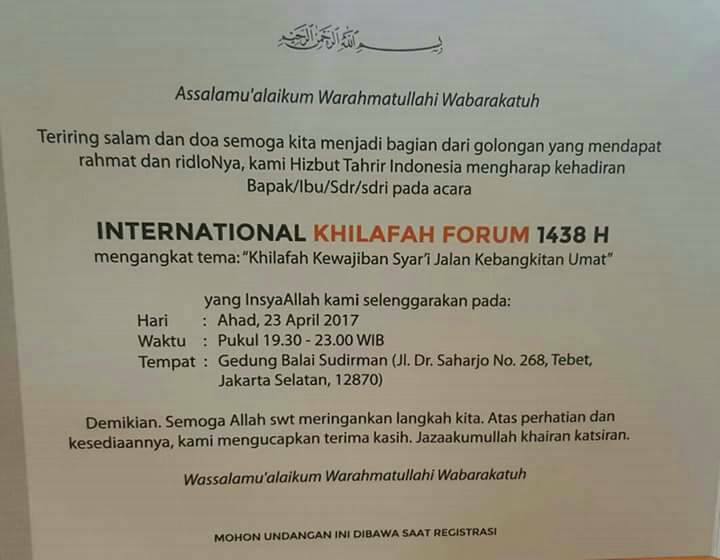 بسم الله الرحمن الرحيم
Assalamu'alaikum Warahmatullahi Wabarakatuh
Teriring salam dan doa semoga kita menjadi bagian dari golongan yang mendapat
rahmat dan ridloNya, kami Hizbut Tahrir Indonesia mengharap kehadiran
Bapak/Ibu/Sdr/sdri pada acara
INTERNATIONAL KHILAFAH FORUM 1438 H
mengangkat tema: "Khilafah Kewajiban Syar'i Jalan Kebangkitan Umat"
yang InsyaAllah kami selenggarakan pada:
Hari : Ahad, 23 April 2017
Waktu : Pukul 19.30 - 23.00 WIB
Tempat : Gedung Balai Sudirman (Jl. Dr. Saharjo No. 268, Tebet,
Jakarta Selatan, 12870)
Demikian. Semoga Allah swt meringankan langkah kita. Atas perhatian dan
kesediaannya, kami mengucapkan terima kasih. Jazaakumullah khairan katsiran.
Wassalamu'alaikum Warahmatullahi Wabarakatuh
MOHON UNDANGAN INI DIBAWA SAAT REGISTRASI